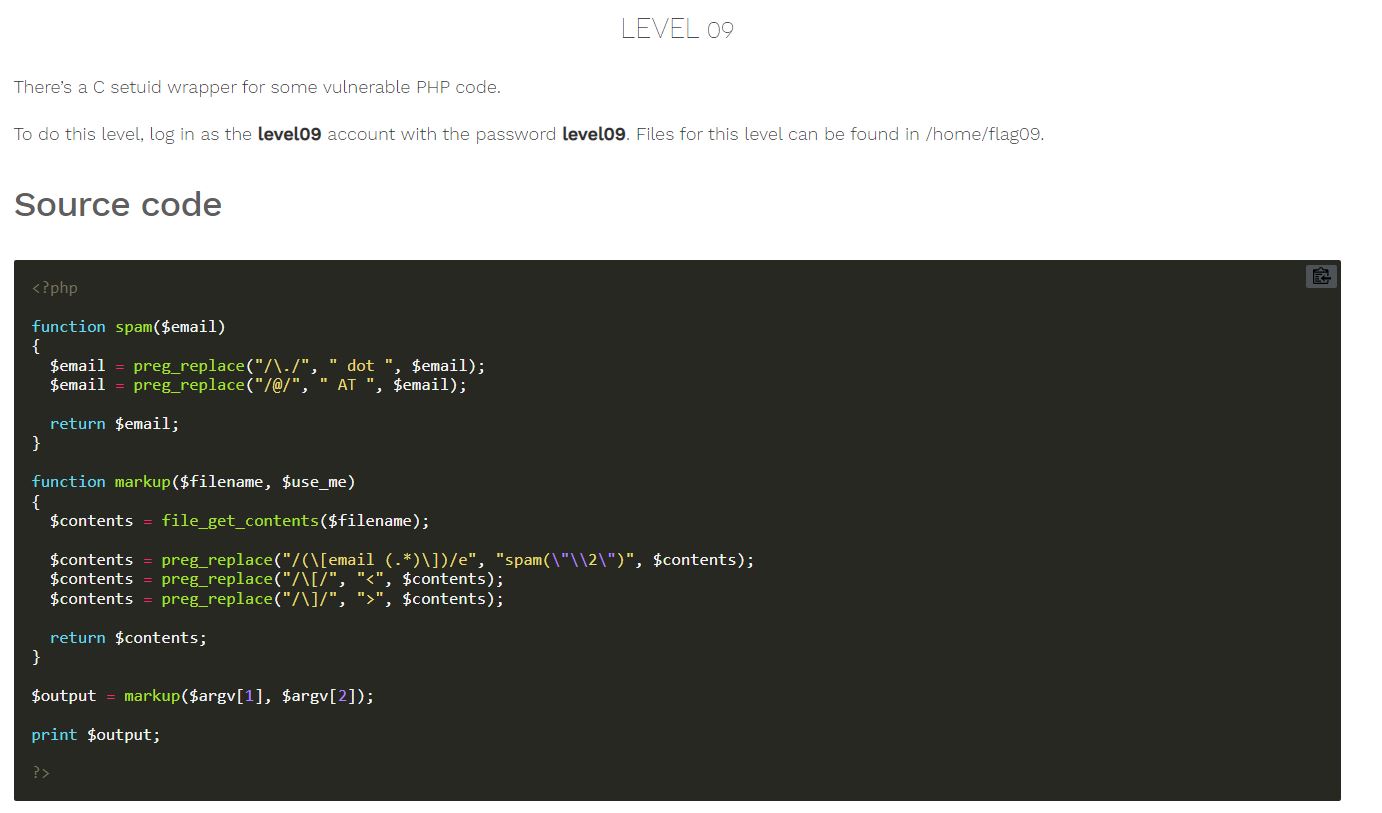 LEVEL 09
There's a C setuid wrapper for some vulnerable PHP code.
To do this level, log in as the level09 account with the password level09. Files for this level can be found in /home/flag09.
Source code
<?php
function spam($email)
{
  $email = preg_replace("/\./", " dot ", $email);
  $email = preg_replace("/@/", " AT ", $email);
  return $email;
}
function markup($filename, $use_me)
{
  $contents = file_get_contents($filename);
  $contents = preg_replace("/(\[email (.*)\])/e", "spam(\"\\2\")", $contents);
  $contents = preg_replace("/\[/", "<", $contents);
  $contents = preg_replace("/\]/", ">", $contents);
  return $contents;
}
$output = markup($argv[1], $argv[2]);
print $output;
?>